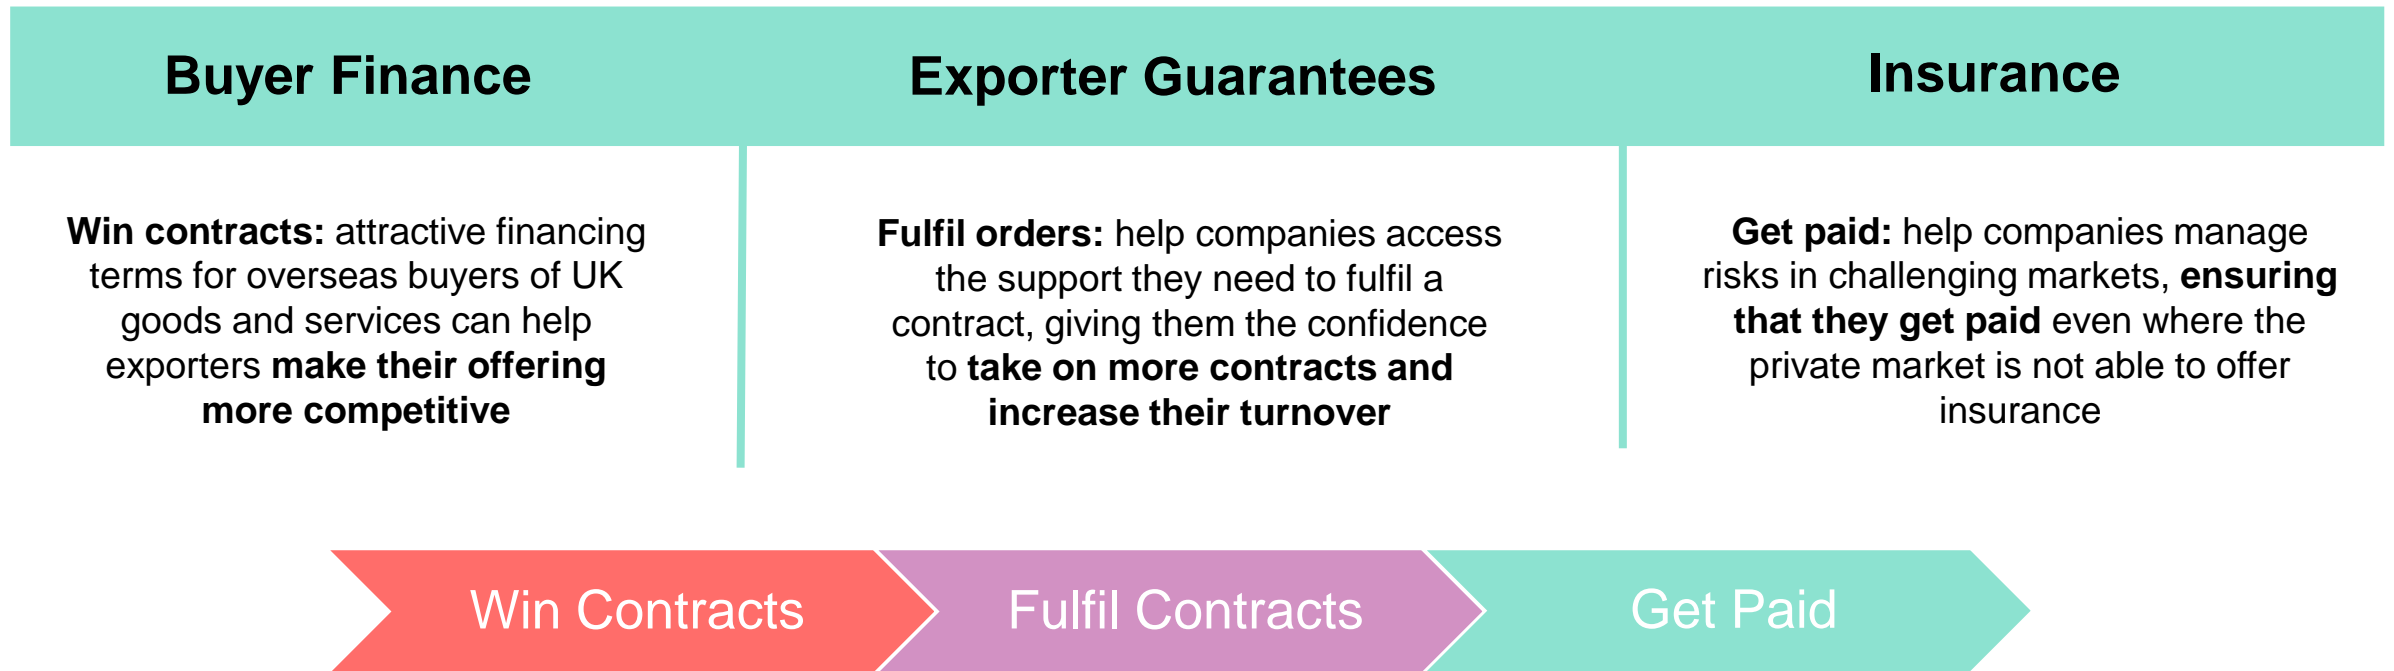 Buyer Finance
Exporter Guarantees
Insurance
Win contracts: attractive financing
terms for overseas buyers of UK
goods and services can help
exporters make their offering
more competitive
Fulfil orders: help companies access
the support they need to fulfil a
contract, giving them the confidence
to take on more contracts and
increase their turnover
Get paid: help companies manage
risks in challenging markets, ensuring
that they get paid even where the
private market is not able to offer
insurance
Win Contracts
Fulfil Contracts
Get Paid